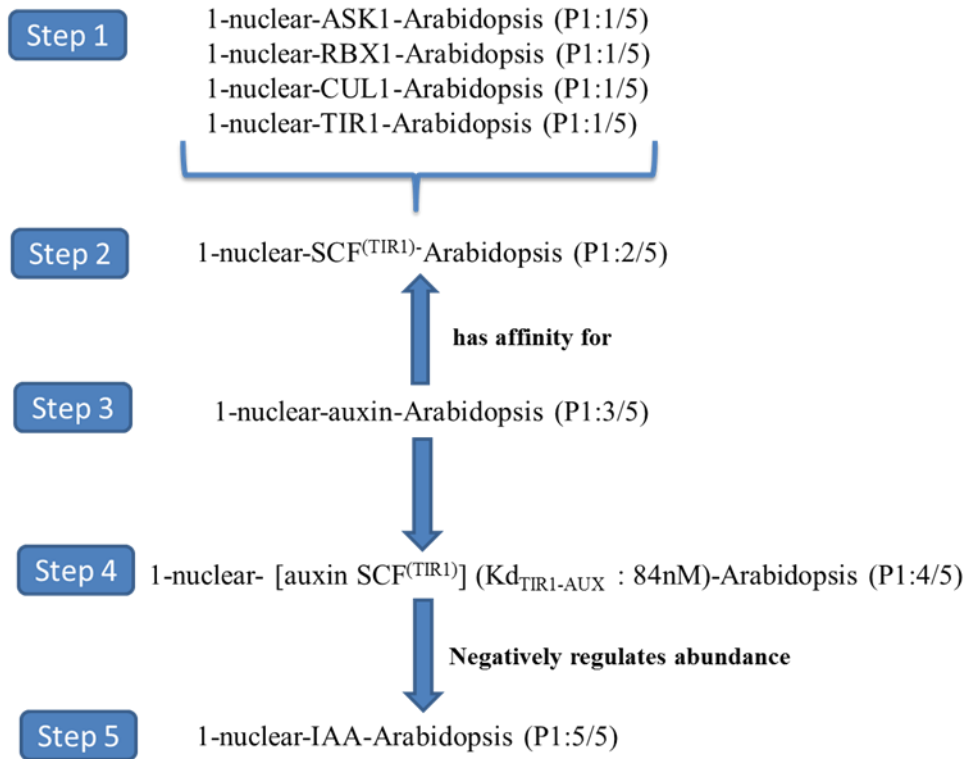 Step 1
1-nuclear-ASK1-Arabidopsis (P1:1/5)
1-nuclear-RBX1-Arabidopsis (P1:1/5)
1-nuclear-CUL1-Arabidopsis (P1:1/5)
1-nuclear-TIR1-Arabidopsis (P1:1/5)
Step 2
1-nuclear-SCF(TIR1)-Arabidopsis (P1:2/5)
has affinity for
Step 3
1-nuclear-auxin-Arabidopsis (P1:3/5)
Step 4
1-nuclear- [auxin SCF(TIR1)] (KdTIR1-AUX : 84nM)-Arabidopsis (P1:4/5)
Negatively regulates abundance
Step 5
1-nuclear-IAA-Arabidopsis (P1:5/5)